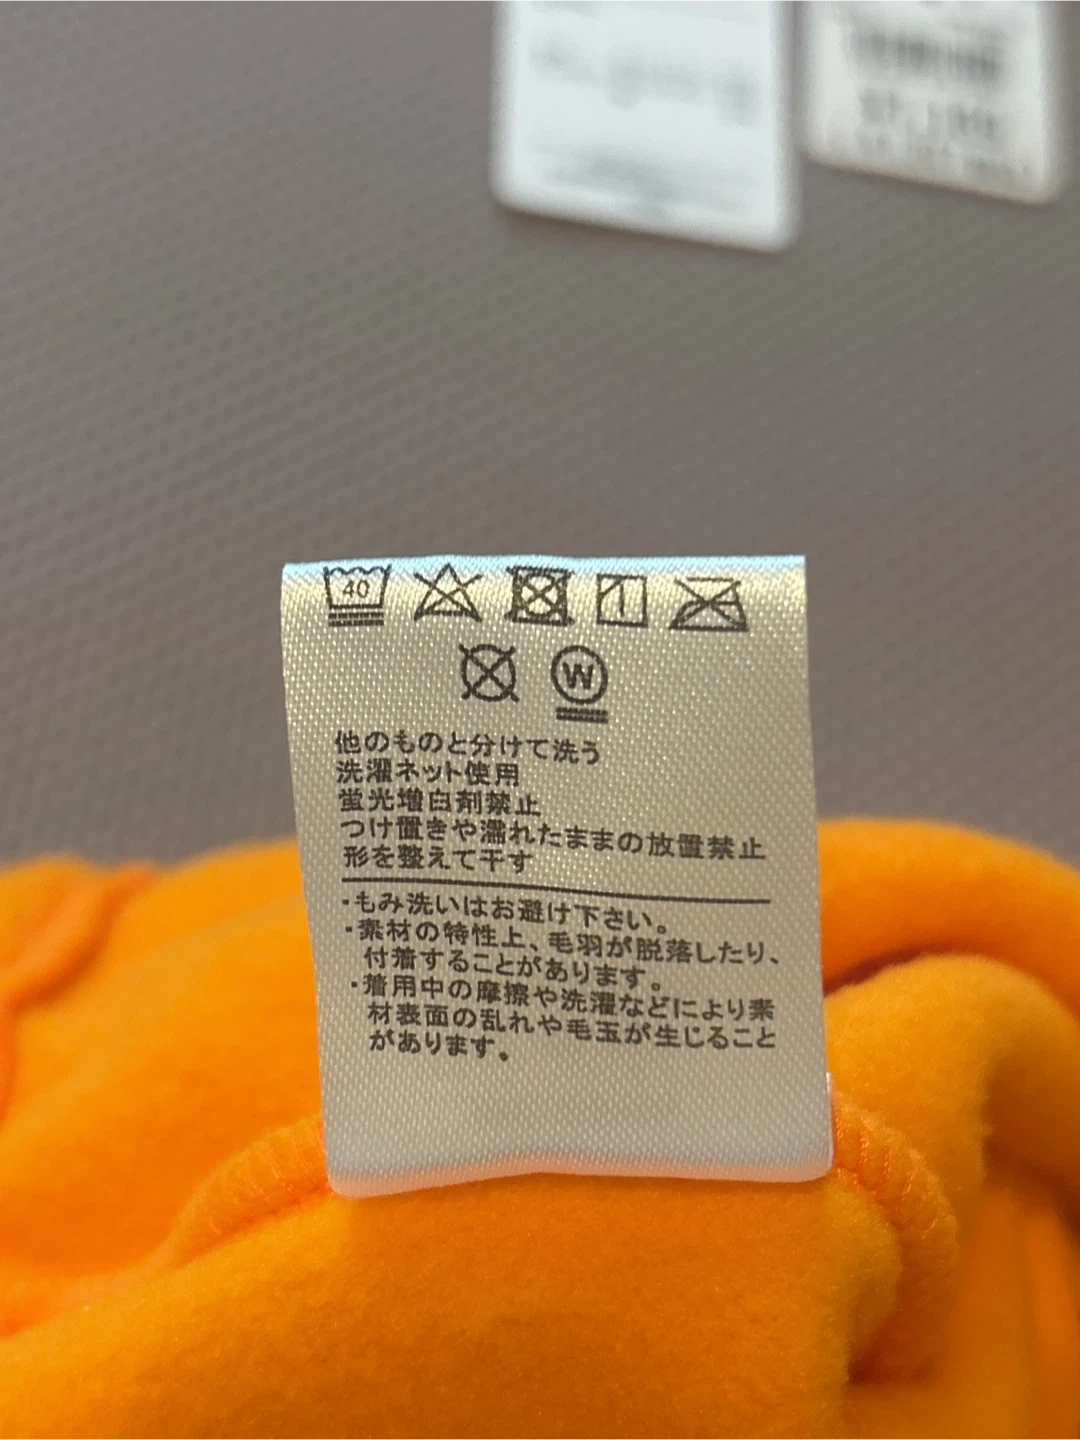 40
W
他のものと分けて洗う
洗濯ネット使用
蛍光増白剤禁止
つけ置きや濡れたままの放置禁止
形を整えて干す
・もみ洗いはお避け下さい。
・素材の特性上、毛羽が脱落したり、
付着することがあります。
・着用中の摩擦や洗濯などにより素
材表面の乱れや毛玉が生じること
があります。